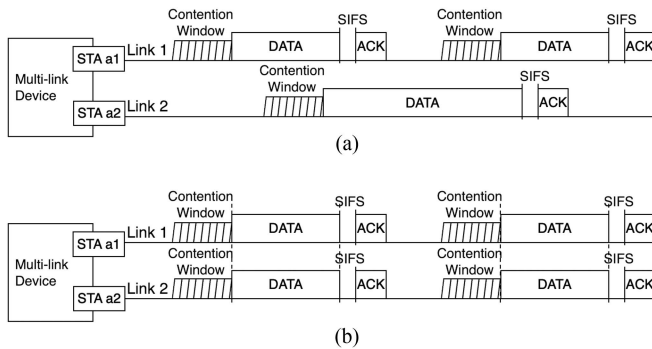 Contention Window
SIFS
Contention Window
SIFS
Multi-link Device
STA a1
Link 1
DATA
ACK
DATA
ACK
Contention Window
SIFS
STA a2
Link 2
DATA
ACK
(a)
Contention Window
SIFS
Contention Window
SIFS
Multi-link Device
STA a1
Link 1
DATA
ACK
DATA
ACK
Contention Window
SIFS
Contention Window
SIFS
STA a2
Link 2
DATA
ACK
DATA
ACK
(b)